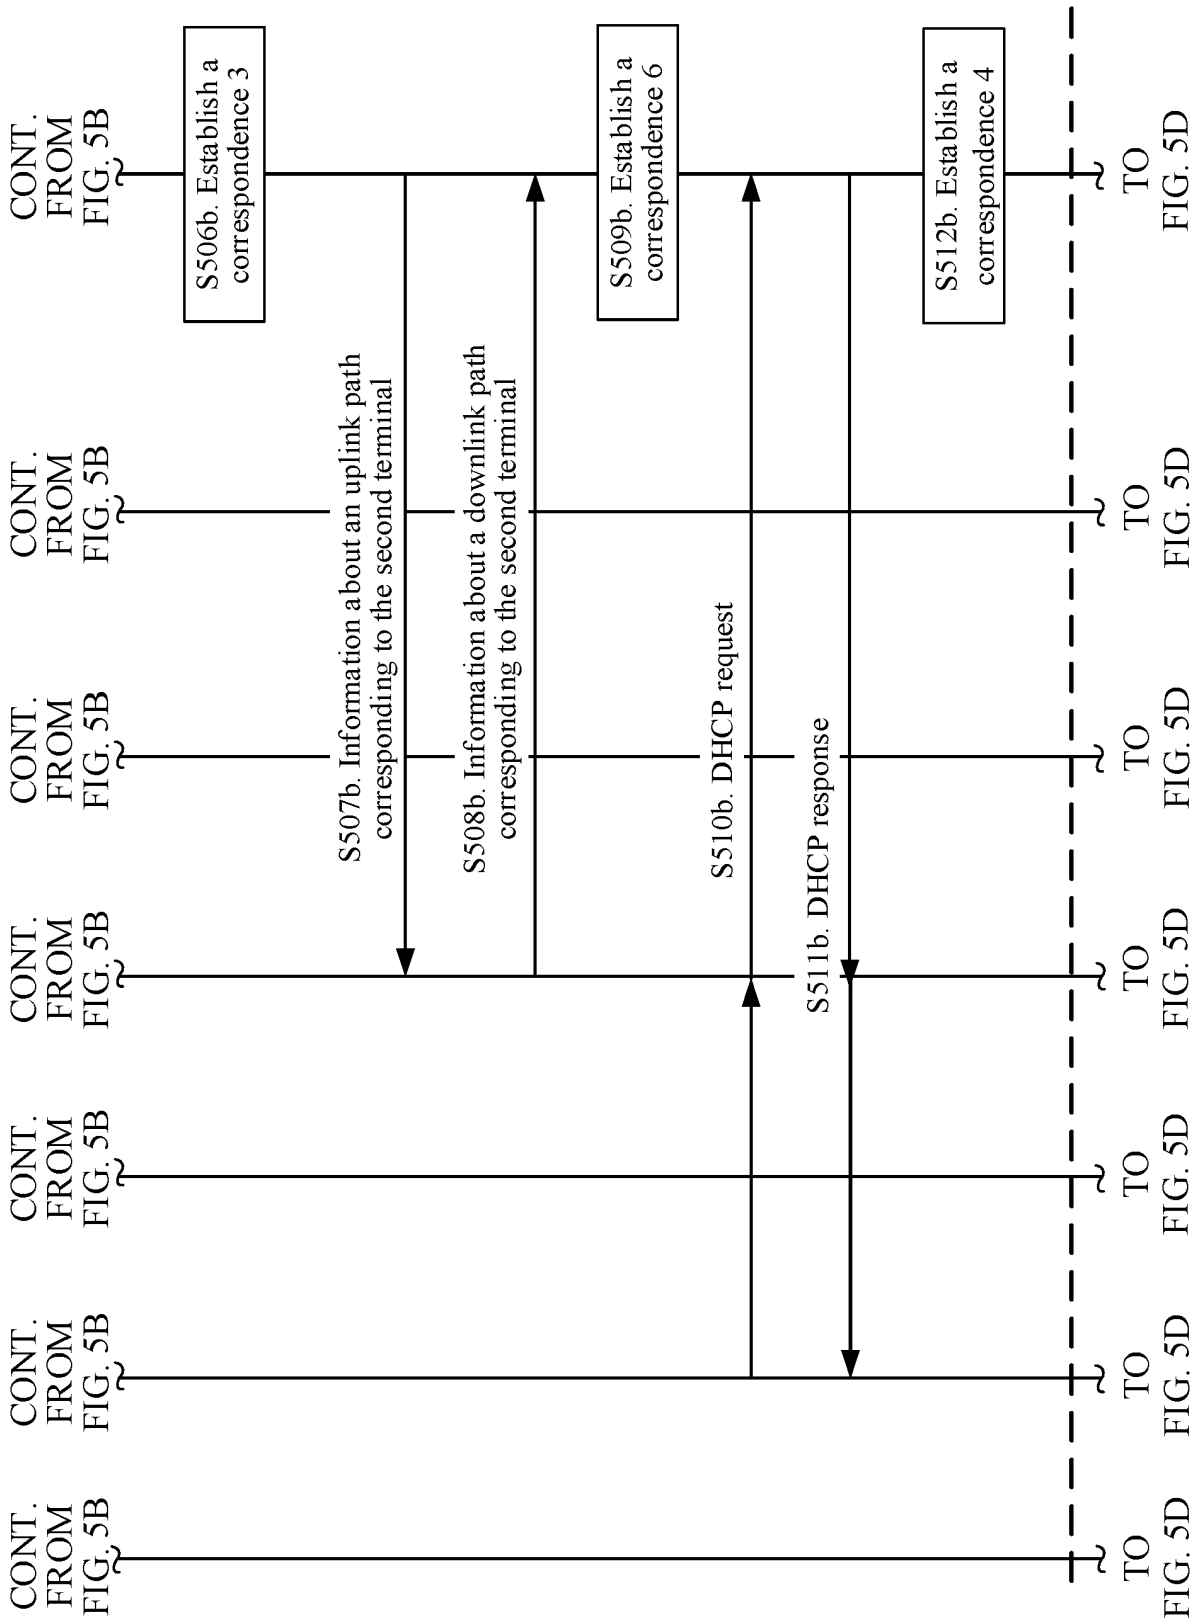 CONT.
FROM
FIG. 5B
CONT.
FROM
FIG. 5B
CONT.
FROM
FIG. 5B
CONT.
FROM
FIG. 5B
CONT.
FROM
FIG. 5B
CONT.
FROM
FIG. 5B
CONT.
FROM
FIG. 5B
S506b. Establish a
correspondence 3
S507b. Information about an uplink path
corresponding to the second terminal
S508b. Information about a downlink path
corresponding to the second terminal
S509b. Establish a
correspondence 6
S510b. DHCP request
S511b. DHCP response
S512b. Establish a
correspondence 4
TO
FIG. 5D
TO
FIG. 5D
TO
FIG. 5D
TO
FIG. 5D
TO
FIG. 5D
TO
FIG. 5D
TO
FIG. 5D